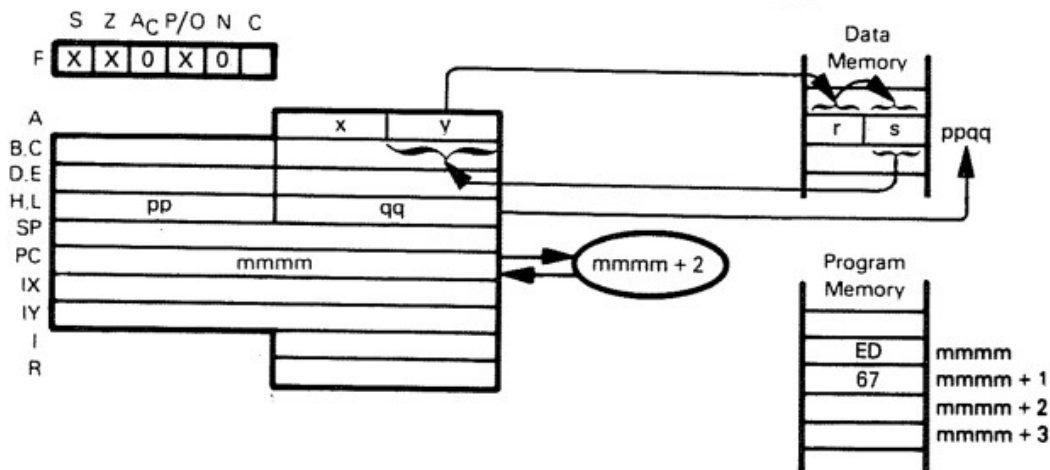 S Z AC P/O N C
F X X 0 X 0
Data
Memory
A x y
r s ppqq
B,C
D,E
H,L pp qq
SP
PC mmmm mmmm + 2
IX
IY
I
R
Program
Memory
ED mmmm
67 mmmm + 1
mmmm + 2
mmmm + 3